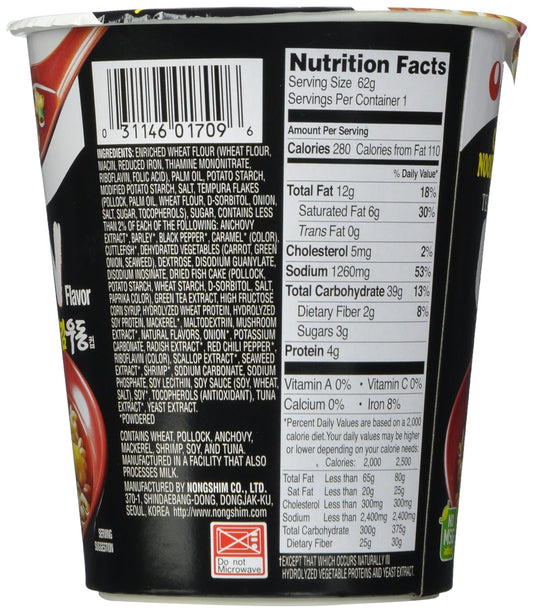 0 31146 01709 6
INGREDIENTS: ENRICHED WHEAT FLOUR (WHEAT FLOUR,
NIACIN, REDUCED IRON, THIAMINE MONONITRATE,
RIBOFLAVIN, FOLIC ACID), PALM OIL, POTATO STARCH,
MODIFIED POTATO STARCH, SALT, TEMPURA FLAKES
(POLLOCK, PALM OIL, WHEAT FLOUR, D-SORBITOL, ONION,
SALT, SUGAR, TOCOPHEROLS), SUGAR, CONTAINS LESS
THAN 2% OF EACH OF THE FOLLOWING: ANCHOVY
EXTRACT*, BARLEY*, BLACK PEPPER*, CARAMEL* (COLOR),
CUTTLEFISH*, DEHYDRATED VEGETABLES (CARROT, GREEN
ONION, SEAWEED), DEXTROSE, DISODIUM GUANYLATE,
DISODIUM INOSINATE, DRIED FISH CAKE (POLLOCK,
POTATO STARCH, WHEAT STARCH, D-SORBITOL, SALT,
PAPRIKA COLOR), GREEN TEA EXTRACT, HIGH FRUCTOSE
CORN SYRUP, HYDROLYZED WHEAT PROTEIN, HYDROLYZED
SOY PROTEIN, MACKEREL*, MALTODEXTRIN, MUSHROOM
EXTRACT*, NATURAL FLAVORS, ONION*, POTASSIUM
CARBONATE, RADISH EXTRACT*, RED CHILI PEPPER*,
RIBOFLAVIN (COLOR), SCALLOP EXTRACT*, SEAWEED
EXTRACT*, SHRIMP*, SODIUM CARBONATE, SODIUM
PHOSPHATE, SOY LECITHIN, SOY SAUCE (SOY, WHEAT,
SALT), SOY*, TOCOPHEROLS (ANTIOXIDANT), TUNA
EXTRACT*, YEAST EXTRACT.
*POWDERED
CONTAINS WHEAT, POLLOCK, ANCHOVY,
MACKEREL, SHRIMP, SOY, AND TUNA.
MANUFACTURED IN A FACILITY THAT ALSO
PROCESSES MILK.
MANUFACTURED BY NONGSHIM CO., LTD.
370-1, SHINDAEBANG-DONG, DONGJAK-KU,
SEOUL, KOREA http://www.nongshim.com
Do not
Microwave
Flavor
SERVING
SUGGESTION
Nutrition Facts
Serving Size 62g
Servings Per Container 1
Amount Per Serving
Calories 280 Calories from Fat 110
% Daily Value*
Total Fat 12g 18%
Saturated Fat 6g 30%
Trans Fat 0g
Cholesterol 5mg 2%
Sodium 1260mg 53%
Total Carbohydrate 39g 13%
Dietary Fiber 2g 8%
Sugars 3g
Protein 4g
Vitamin A 0% • Vitamin C 0%
Calcium 0% • Iron 8%
*Percent Daily Values are based on a 2,000
calorie diet. Your daily values may be higher
or lower depending on your calorie needs:
Calories: 2,000 2,500
Total Fat Less than 65g 80g
Sat Fat Less than 20g 25g
Cholesterol Less than 300mg 300mg
Sodium Less than 2,400mg 2,400mg
Total Carbohydrate 300g 375g
Dietary Fiber 25g 30g
†EXCEPT THAT WHICH OCCURS NATURALLY IN
HYDROLYZED VEGETABLE PROTEINS AND YEAST EXTRACT.